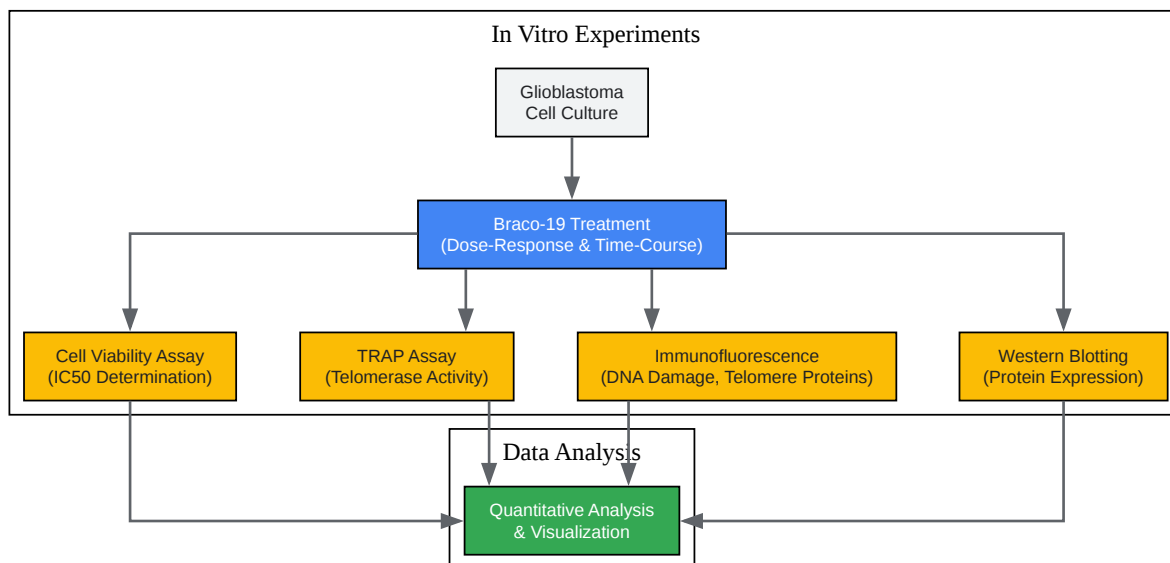 In Vitro Experiments
Glioblastoma
Cell Culture
Braco-19 Treatment
(Dose-Response & Time-Course)
Cell Viability Assay
(IC50 Determination)
TRAP Assay
(Telomerase Activity)
Immunofluorescence
(DNA Damage, Telomere Proteins)
Western Blotting
(Protein Expression)
Data Analysis
Quantitative Analysis
& Visualization